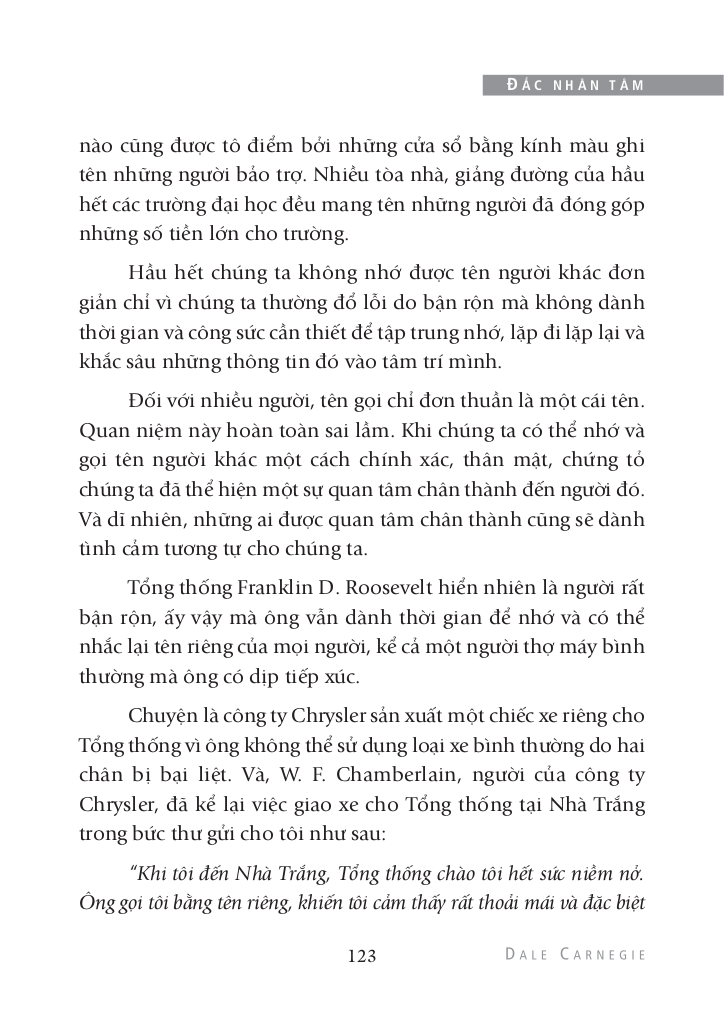 ĐẮC NHÂN TÂM
nào cũng được tô điểm bởi những cửa sổ bằng kính màu ghi
tên những người bảo trợ. Nhiều tòa nhà, giảng đường của hầu
hết các trường đại học đều mang tên những người đã đóng góp
những số tiền lớn cho trường.
Hầu hết chúng ta không nhớ được tên người khác đơn
giản chỉ vì chúng ta thường đổ lỗi do bận rộn mà không dành
thời gian và công sức cần thiết để tập trung nhớ, lặp đi lặp lại và
khắc sâu những thông tin đó vào tâm trí mình.
Đối với nhiều người, tên gọi chỉ đơn thuần là một cái tên.
Quan niệm này hoàn toàn sai lầm. Khi chúng ta có thể nhớ và
gọi tên người khác một cách chính xác, thân mật, chứng tỏ
chúng ta đã thể hiện một sự quan tâm chân thành đến người đó.
Và dĩ nhiên, những ai được quan tâm chân thành cũng sẽ dành
tình cảm tương tự cho chúng ta.
Tổng thống Franklin D. Roosevelt hiển nhiên là người rất
bận rộn, ấy vậy mà ông vẫn dành thời gian để nhớ và có thể
nhắc lại tên riêng của mọi người, kể cả một người thợ máy bình
thường mà ông có dịp tiếp xúc.
Chuyện là công ty Chrysler sản xuất một chiếc xe riêng cho
Tổng thống vì ông không thể sử dụng loại xe bình thường do hai
chân bị bại liệt. Và, W. F. Chamberlain, người của công ty
Chrysler, đã kể lại việc giao xe cho Tổng thống tại Nhà Trắng
trong bức thư gửi cho tôi như sau:
“Khi tôi đến Nhà Trắng, Tổng thống chào tôi hết sức niềm nở.
Ông gọi tôi bằng tên riêng, khiến tôi cảm thấy rất thoải mái và đặc biệt
123
DALE CARNEGIE